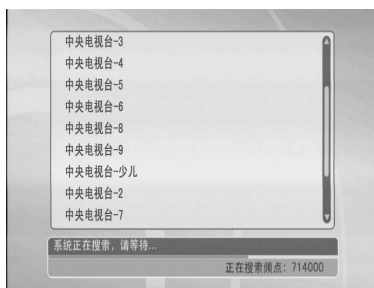 中央电视台-3
中央电视台-4
中央电视台-5
中央电视台-6
中央电视台-8
中央电视台-9
中央电视台-少儿
中央电视台-2
中央电视台-7
系统正在搜索，请等待...
正在搜索频点：714000